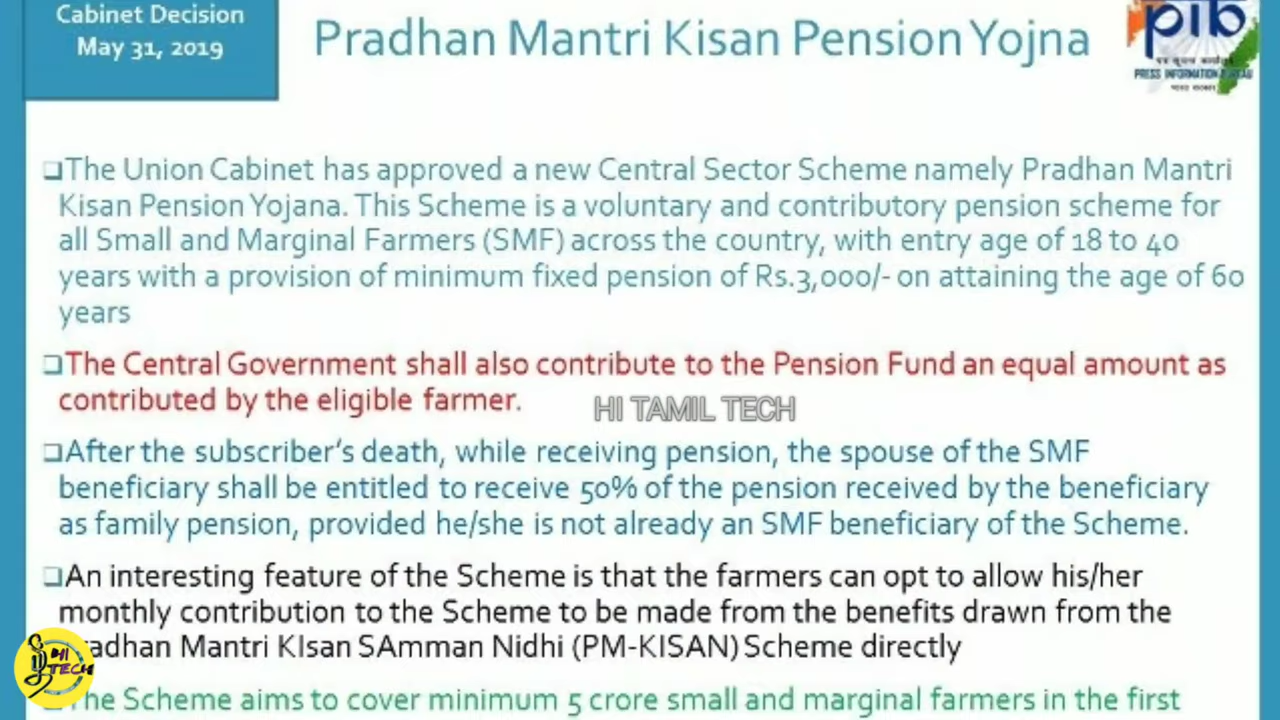 Cabinet Decision
May 31, 2019
Pradhan Mantri Kisan Pension Yojna
pib
पत्र सूचना कार्यालय
PRESS INFORMATION BUREAU
भारत सरकार
❑The Union Cabinet has approved a new Central Sector Scheme namely Pradhan Mantri
Kisan Pension Yojana. This Scheme is a voluntary and contributory pension scheme for
all Small and Marginal Farmers (SMF) across the country, with entry age of 18 to 40
years with a provision of minimum fixed pension of Rs.3,000/- on attaining the age of 60
years
❑The Central Government shall also contribute to the Pension Fund an equal amount as
contributed by the eligible farmer.
HI TAMIL TECH
❑After the subscriber's death, while receiving pension, the spouse of the SMF
beneficiary shall be entitled to receive 50% of the pension received by the beneficiary
as family pension, provided he/she is not already an SMF beneficiary of the Scheme.
❑An interesting feature of the Scheme is that the farmers can opt to allow his/her
monthly contribution to the Scheme to be made from the benefits drawn from the
radhan Mantri KIsan SAmman Nidhi (PM-KISAN) Scheme directly
HI
TECH
❑The Scheme aims to cover minimum 5 crore small and marginal farmers in the first